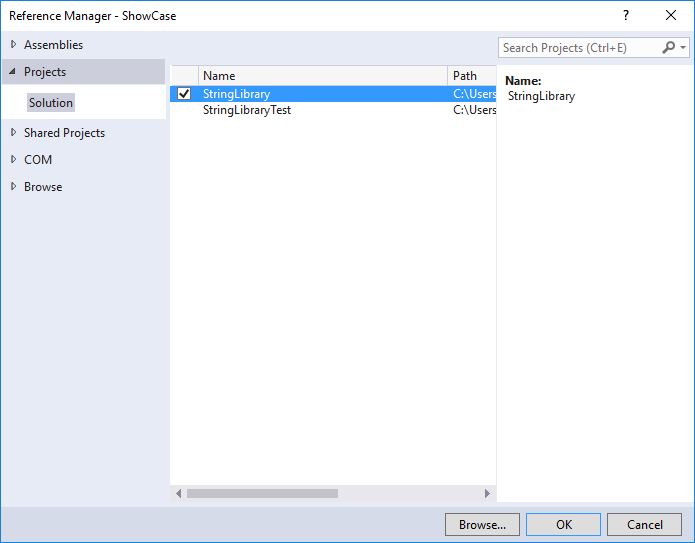 Reference Manager - ShowCase ?
Assemblies
Search Projects (Ctrl+E)
Projects
Solution
Shared Projects
COM
Browse
Name Path
StringLibrary C:\Users
StringLibraryTest C:\Users
Name:
StringLibrary
Browse... OK Cancel